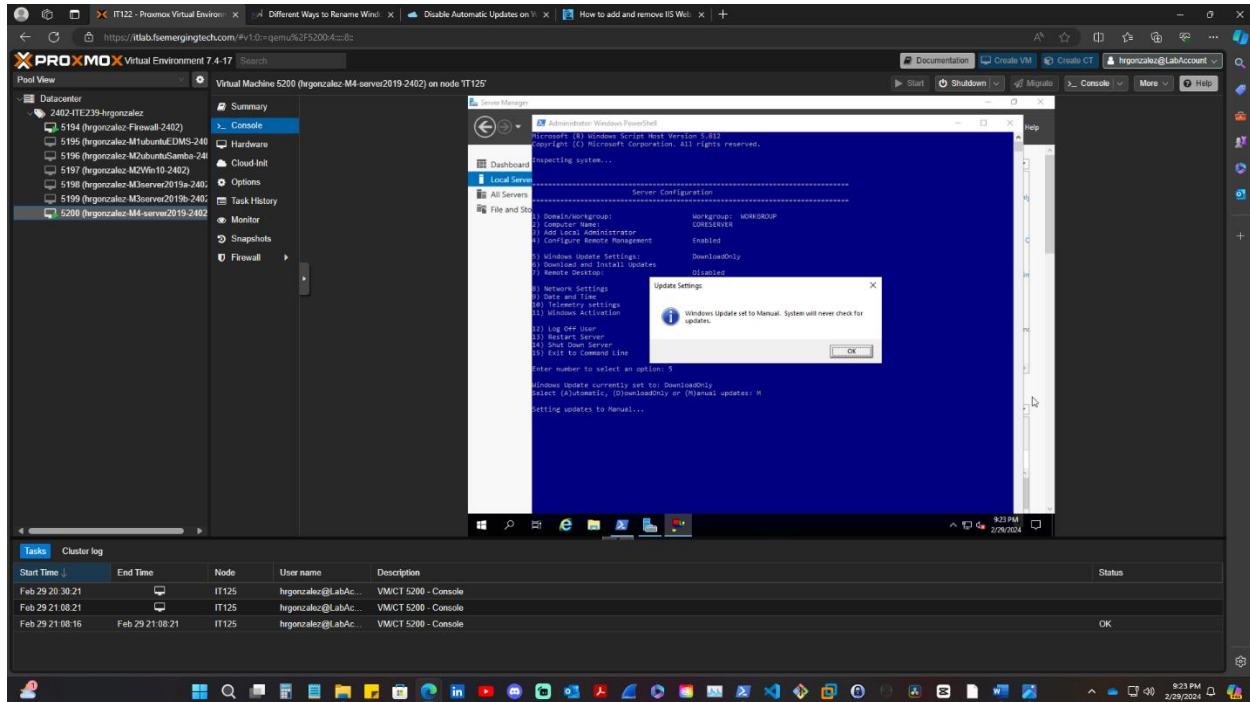 IT122 - Proxmox Virtual Environ
Different Ways to Rename Wind
Disable Automatic Updates on W
How to add and remove IIS Web
https://itlab.fsemergingtech.com/#v1:0:=qemu%2F5200:4:::::8::
PROXMOX Virtual Environment 7.4-17 Search
Documentation Create VM Create CT hrgonzalez@LabAccount
Pool View
Virtual Machine 5200 (hrgonzalez-M4-server2019-2402) on node 'IT125'
Start Shutdown Migrate Console More Help
Datacenter
2402-ITE239-hrgonzalez
5194 (hrgonzalez-Firewall-2402)
5195 (hrgonzalez-M1ubuntuEDMS-240
5196 (hrgonzalez-M2ubuntuSamba-240
5197 (hrgonzalez-M2Win10-2402)
5198 (hrgonzalez-M3server2019a-2402
5199 (hrgonzalez-M3server2019b-2402
5200 (hrgonzalez-M4-server2019-2402
Summary
Console
Hardware
Cloud-Init
Options
Task History
Monitor
Snapshots
Firewall
Server Manager
Administrator: Windows PowerShell
Help
Dashboard
Local Server
All Servers
File and Sto
Microsoft (R) Windows Script Host Version 5.812
Copyright (C) Microsoft Corporation. All rights reserved.
Inspecting system...
===============================================================================
Server Configuration
===============================================================================
1) Domain/Workgroup: Workgroup: WORKGROUP
2) Computer Name: CORESERVER
3) Add Local Administrator
4) Configure Remote Management Enabled
5) Windows Update Settings: DownloadOnly
6) Download and Install Updates
7) Remote Desktop: Disabled
8) Network Settings
9) Date and Time
10) Telemetry settings
11) Windows Activation
12) Log Off User
13) Restart Server
14) Shut Down Server
15) Exit to Command Line
Enter number to select an option: 5
Windows Update currently set to: DownloadOnly
Select (A)utomatic, (D)ownloadOnly or (M)anual updates: M
Setting updates to Manual...
Update Settings
Windows Update set to Manual. System will never check for
updates.
OK
9:23 PM
2/29/2024
Tasks Cluster log
Start Time End Time Node User name Description Status
Feb 29 20:30:21 IT125 hrgonzalez@LabAc... VM/CT 5200 - Console
Feb 29 21:08:21 IT125 hrgonzalez@LabAc... VM/CT 5200 - Console
Feb 29 21:08:16 Feb 29 21:08:21 IT125 hrgonzalez@LabAc... VM/CT 5200 - Console OK
9:23 PM
2/29/2024